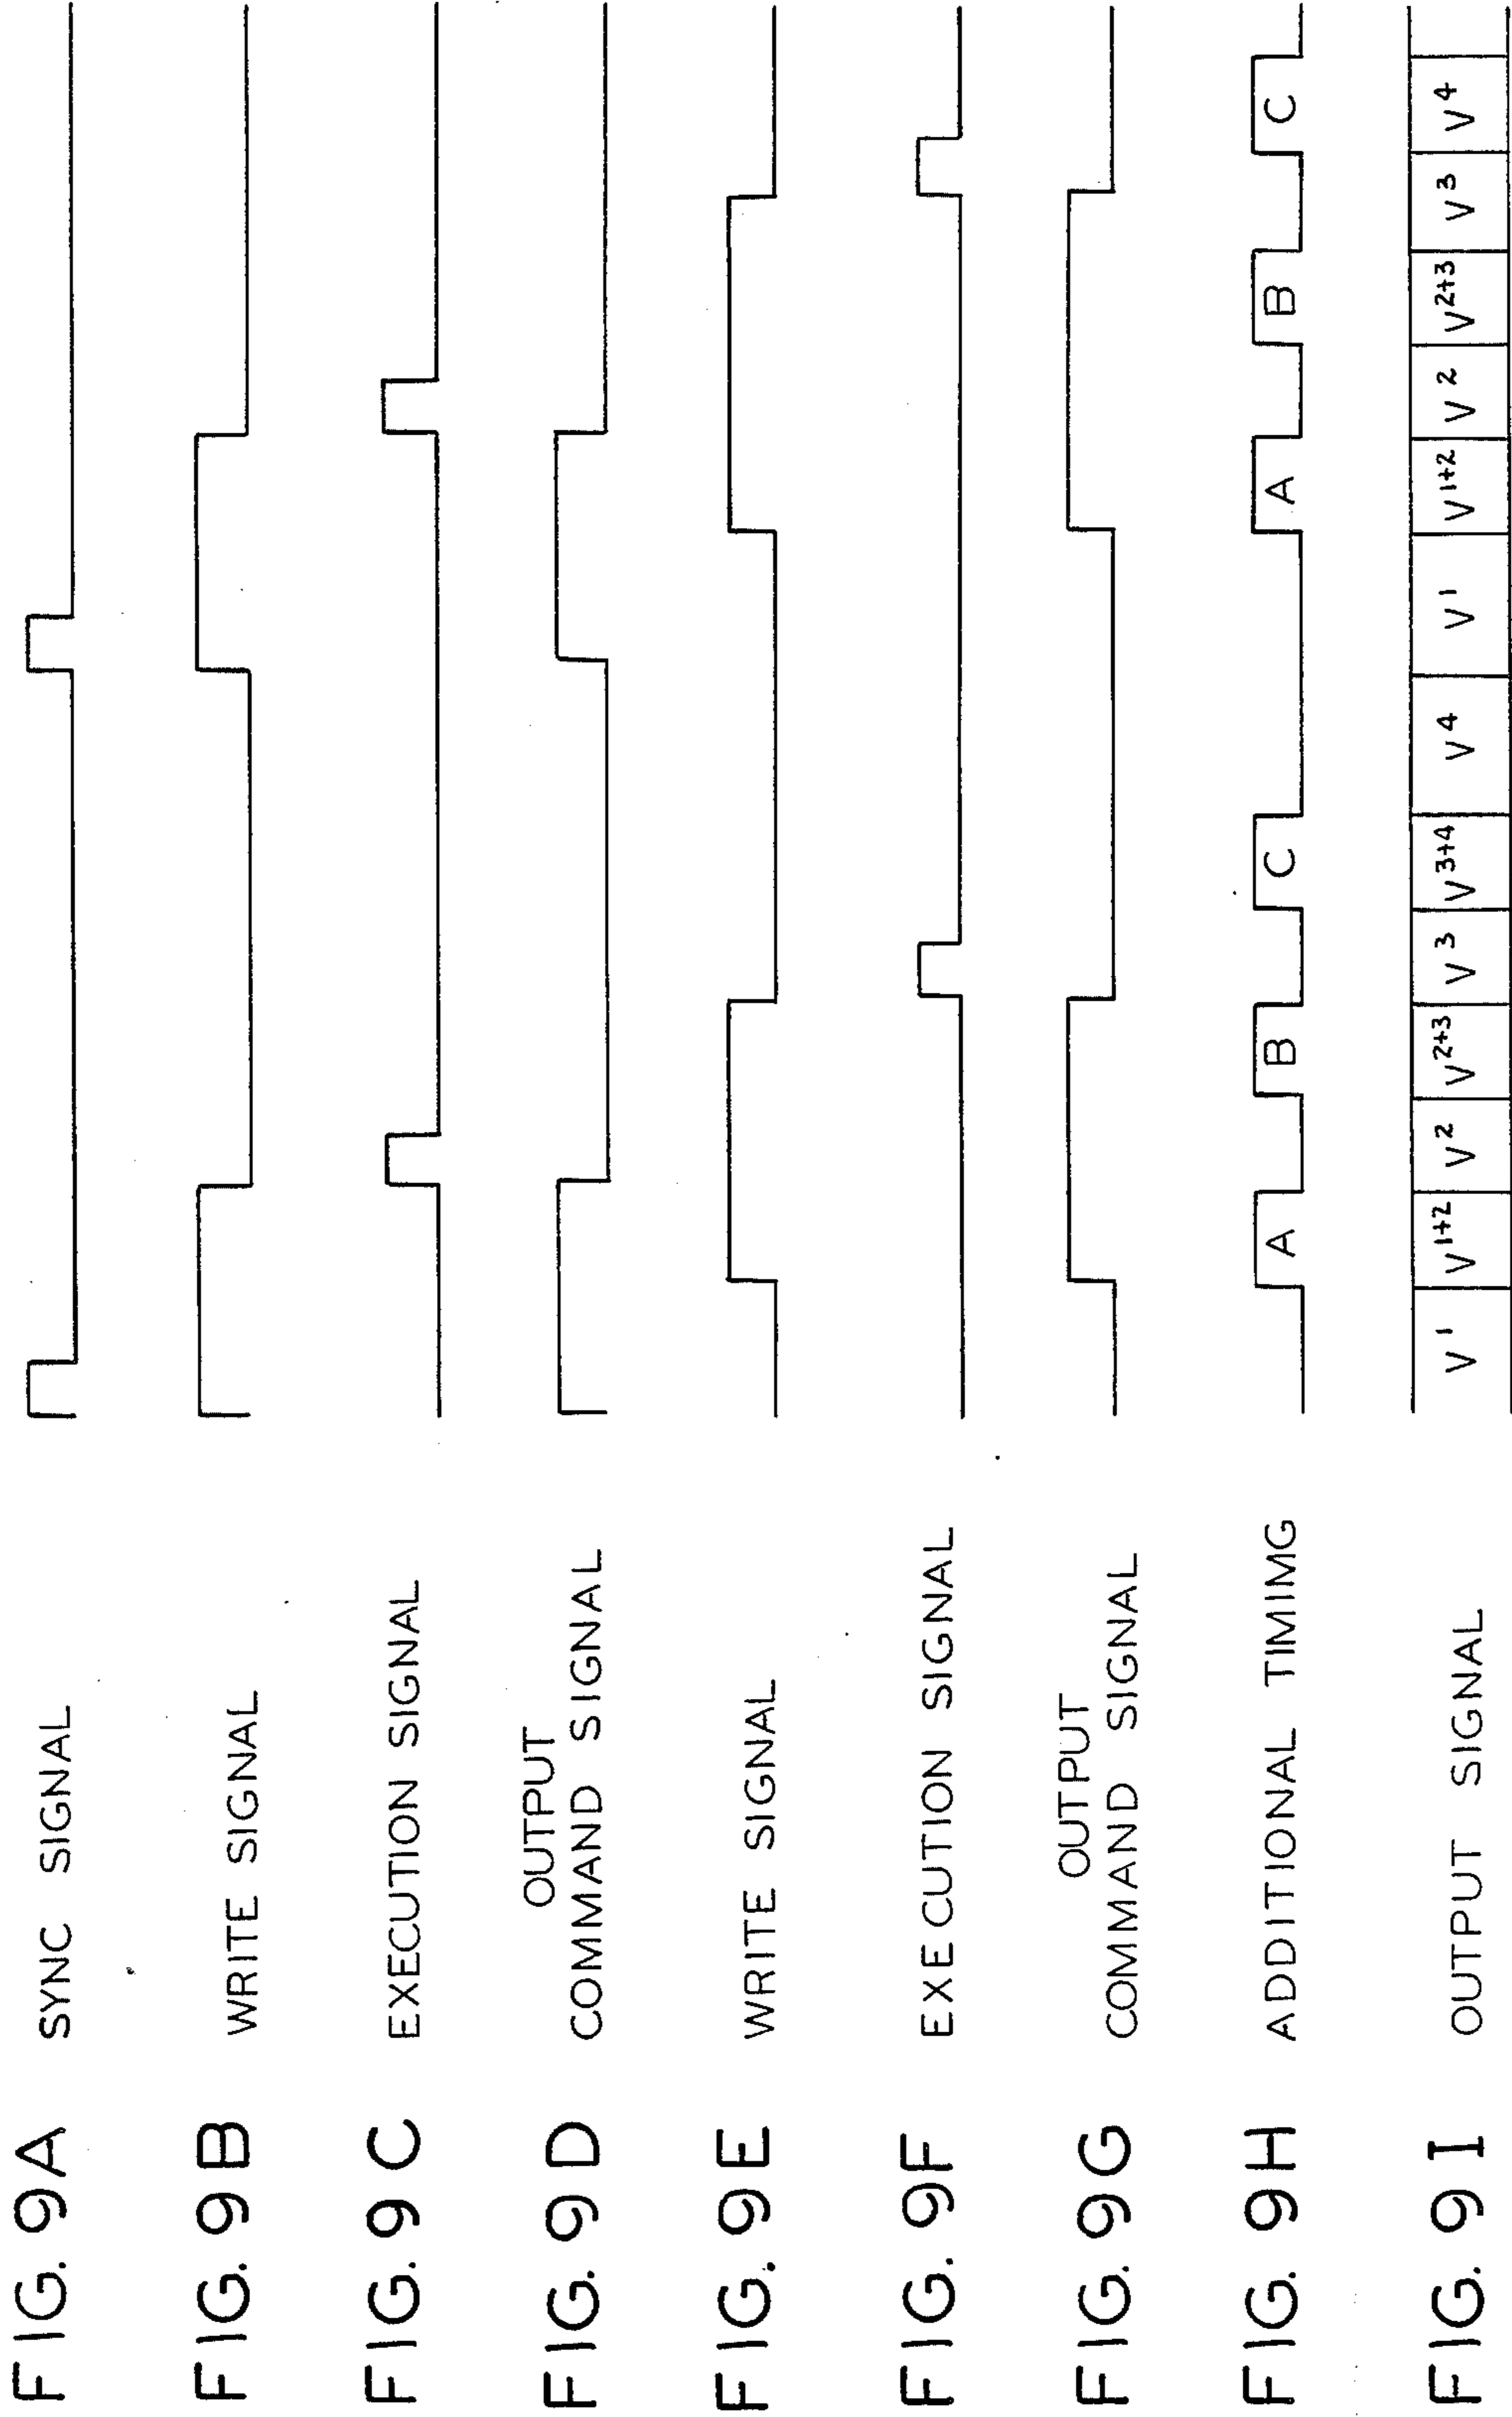 FIG. 9A SYNC SIGNAL
FIG. 9B WRITE SIGNAL
FIG. 9C EXECUTION SIGNAL
FIG. 9D OUTPUT
COMMAND SIGNAL
FIG. 9E WRITE SIGNAL
FIG. 9F EXECUTION SIGNAL
FIG. 9G OUTPUT
COMMAND SIGNAL
FIG. 9H ADDITIONAL TIMIMG A B C A B C
FIG. 9I OUTPUT SIGNAL V¹ V¹⁺² V² V²⁺³ V³ V³⁺⁴ V⁴ V¹ V¹⁺² V² V²⁺³ V³ V⁴